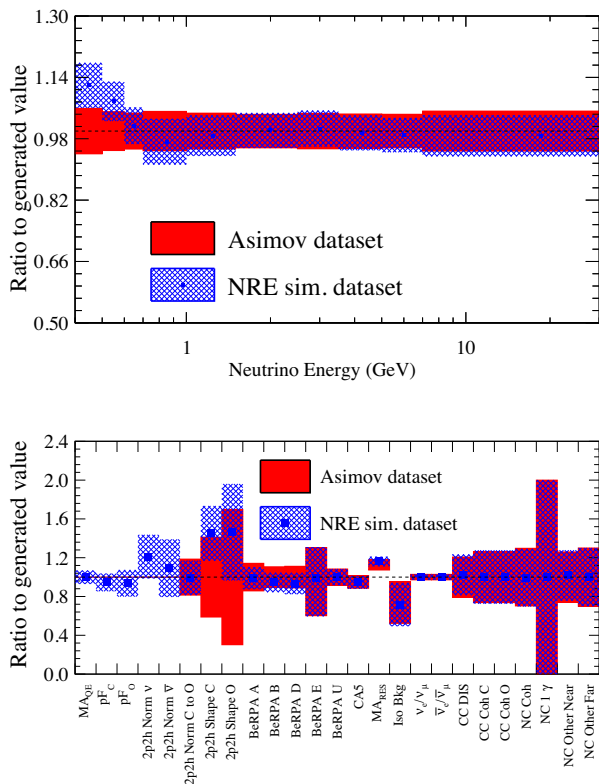 Ratio to generated value
1.30
1.14
0.98
0.82
0.66
0.50
Asimov dataset
NRE sim. dataset
1
10
Neutrino Energy (GeV)
Ratio to generated value
2.4
2.0
1.6
1.2
0.8
0.4
0.0
Asimov dataset
NRE sim. dataset
MA_QE
pF_C
pF_O
2p2h Norm ν
2p2h Norm ν̅
2p2h Norm C to O
2p2h Shape C
2p2h Shape O
BeRPA A
BeRPA B
BeRPA D
BeRPA E
BeRPA U
CA5
MA_RES
Iso Bkg
ν_e/ν_μ
ν̅_e/ν̅_μ
CC DIS
CC Coh C
CC Coh O
NC Coh
NC 1 γ
NC Other Near
NC Other Far